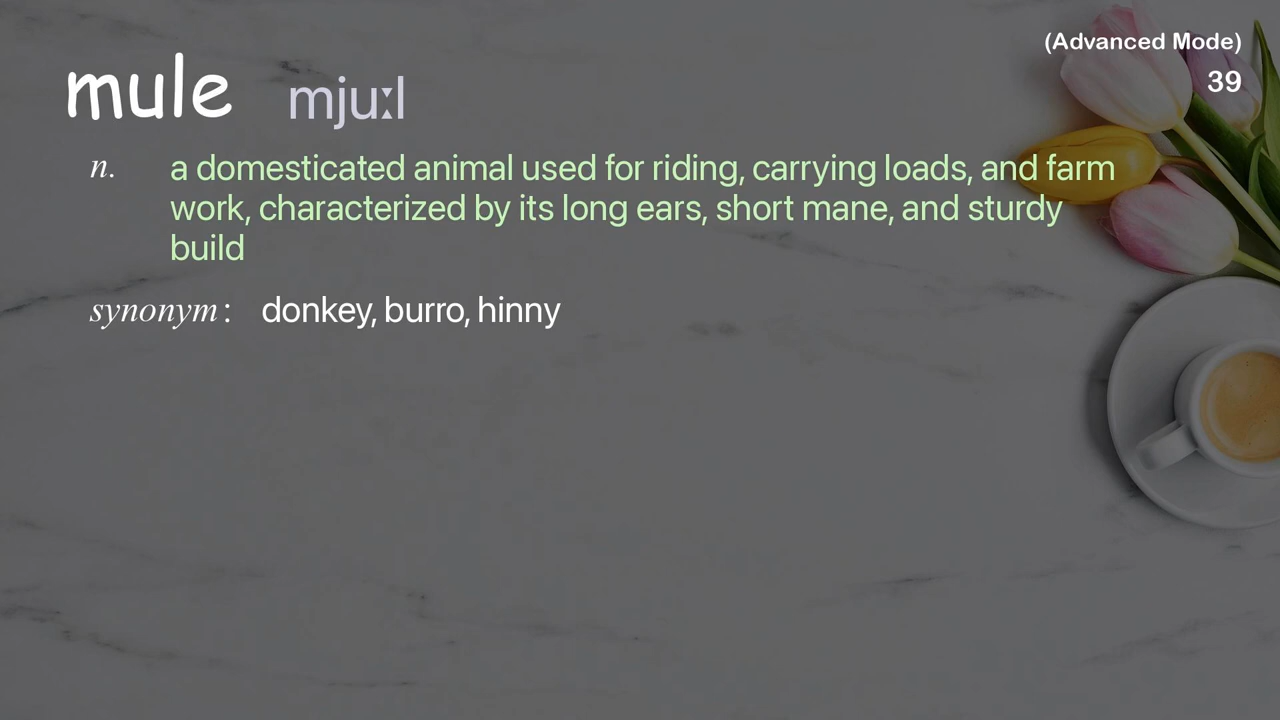 (Advanced Mode)
39
mule mjuːl
n. a domesticated animal used for riding, carrying loads, and farm
work, characterized by its long ears, short mane, and sturdy
build
synonym: donkey, burro, hinny